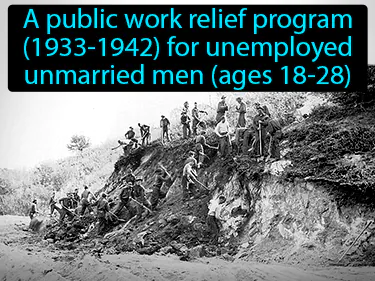 A public work relief program
(1933-1942) for unemployed
unmarried men (ages 18-28)